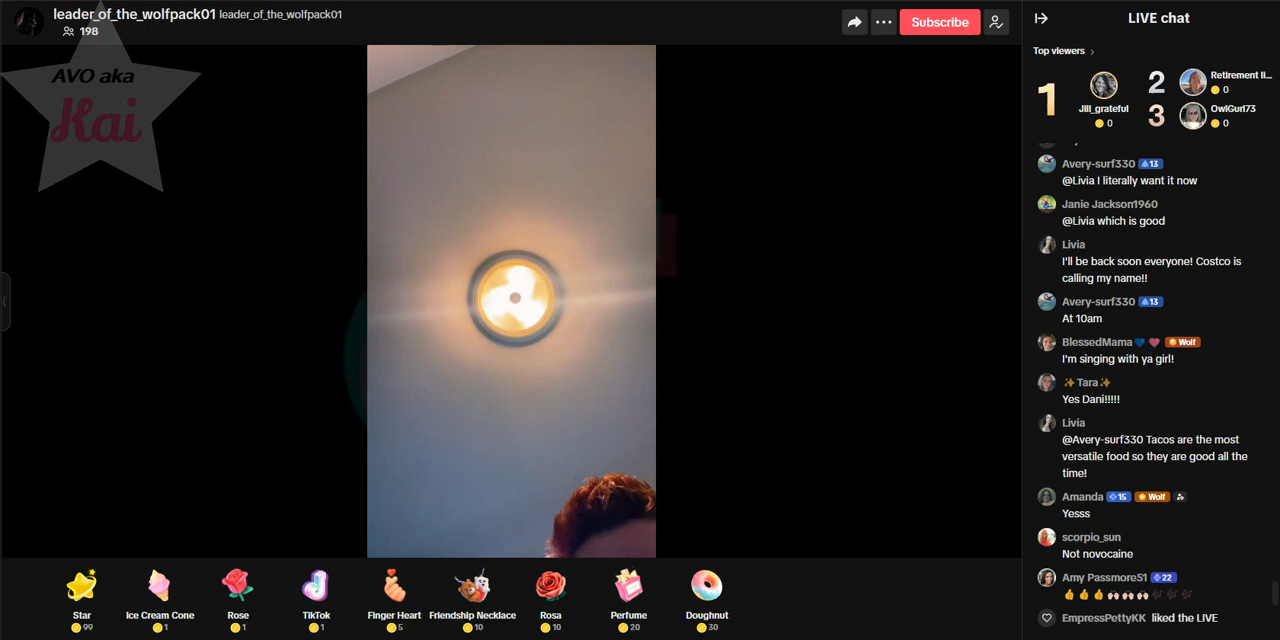 leader_of_the_wolfpack01 leader_of_the_wolfpack01
198
Subscribe
AVO aka
Kai
LIVE chat
Top viewers
1
Jill_grateful
0
2
Retirement li...
0
3
OwlGurl73
0
Avery-surf330 13
@Livia I literally want it now
Janie Jackson1960
@Livia which is good
Livia
I'll be back soon everyone! Costco is
calling my name!!
Avery-surf330 13
At 10am
BlessedMama💙 ❤ Wolf
I'm singing with ya girl!
✨Tara✨
Yes Dani!!!!!
Livia
@Avery-surf330 Tacos are the most
versatile food so they are good all the
time!
Amanda 15 Wolf
Yesss
scorpio_sun
Not novocaine
Amy Passmore51 22
👍👍👍🙌🏻🙌🏻🙌🏻🎶🎶🎶
EmpressPettyKK liked the LIVE
Star
99
Ice Cream Cone
1
Rose
1
TikTok
1
Finger Heart
5
Friendship Necklace
10
Rosa
10
Perfume
20
Doughnut
30